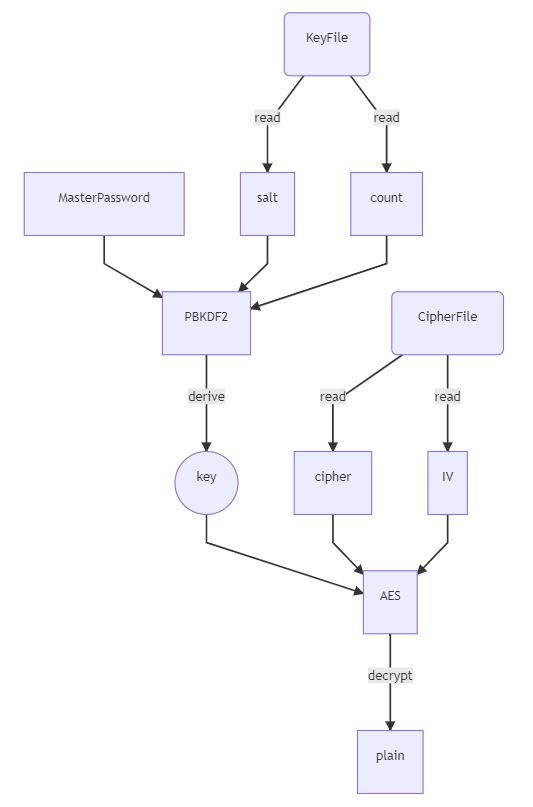 KeyFile
read
read
MasterPassword
salt
count
PBKDF2
CipherFile
derive
read
read
key
cipher
IV
AES
decrypt
plain